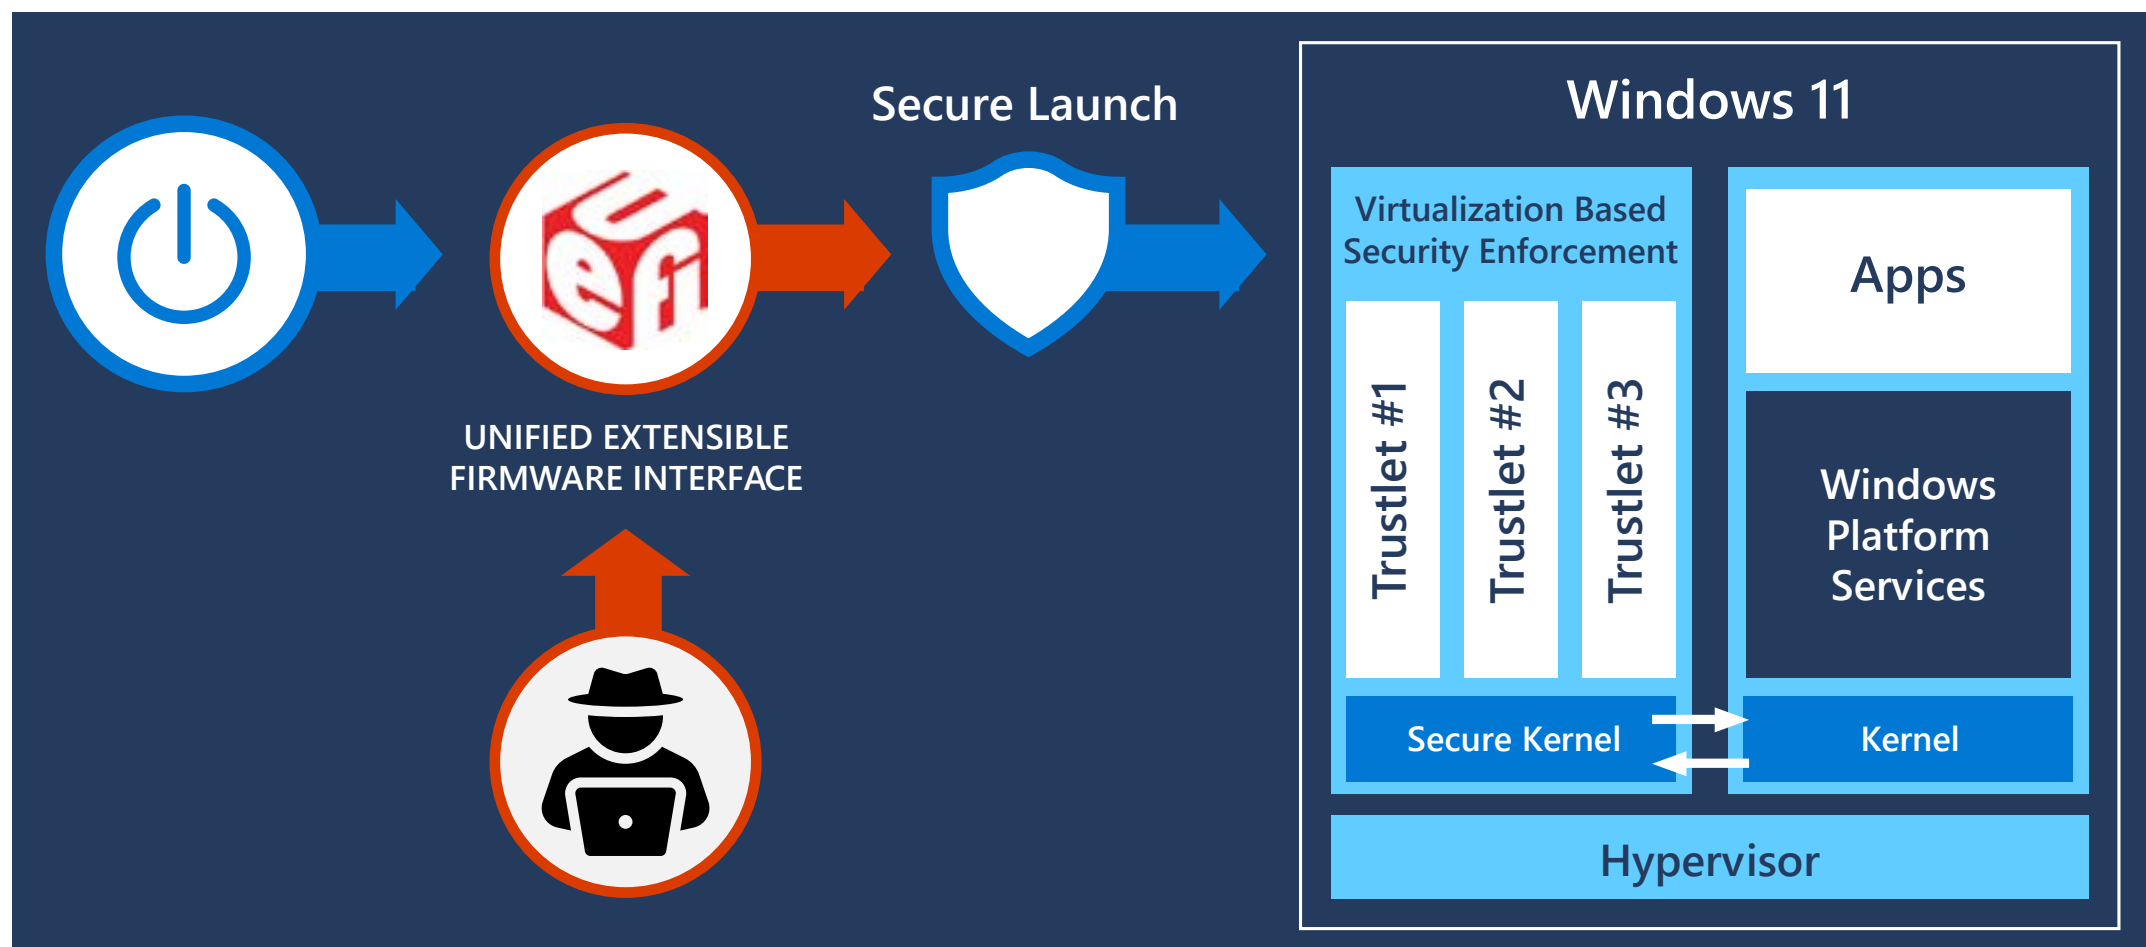 Secure Launch
Windows 11
UEFI
UNIFIED EXTENSIBLE
FIRMWARE INTERFACE
Virtualization Based
Security Enforcement
Trustlet #1
Trustlet #2
Trustlet #3
Secure Kernel
Apps
Windows
Platform
Services
Kernel
Hypervisor